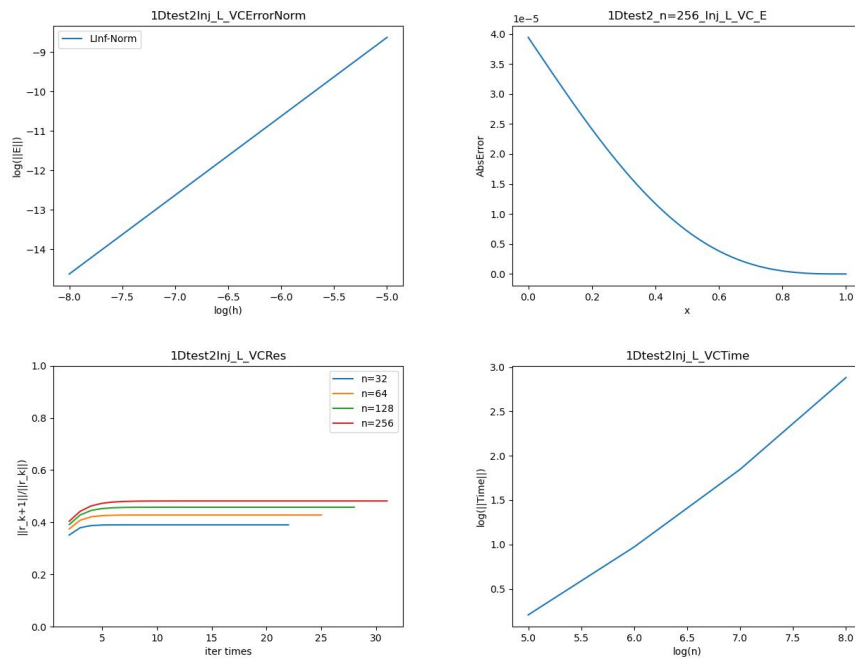 1Dtest2Inj_L_VCErrorNorm
LInf-Norm
log(||E||)
−9
−10
−11
−12
−13
−14
−8.0 −7.5 −7.0 −6.5 −6.0 −5.5 −5.0
log(h)
1Dtest2_n=256_Inj_L_VC_E
1e−5
AbsError
4.0
3.5
3.0
2.5
2.0
1.5
1.0
0.5
0.0
0.0 0.2 0.4 0.6 0.8 1.0
x
1Dtest2Inj_L_VCRes
n=32
n=64
n=128
n=256
||r_k+1||/||r_k||)
1.0
0.8
0.6
0.4
0.2
0.0
5 10 15 20 25 30
iter times
1Dtest2Inj_L_VCTime
log(||Time||)
3.0
2.5
2.0
1.5
1.0
0.5
5.0 5.5 6.0 6.5 7.0 7.5 8.0
log(n)